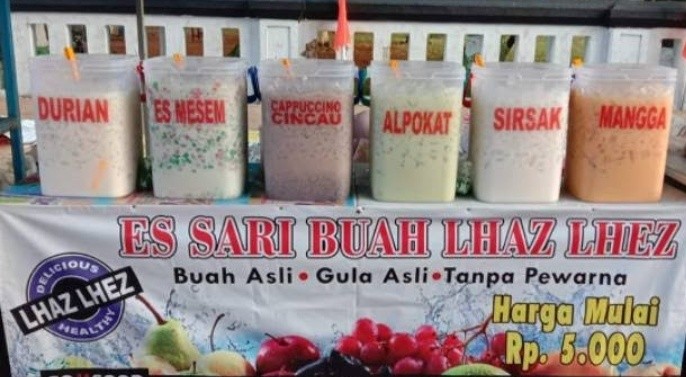 DURIAN
ES MESEM
CAPPUCCINO
CINCAU
ALPOKAT
SIRSAK
MANGGA
ES SARI BUAH LHAZ LHEZ
Buah Asli • Gula Asli • Tanpa Pewarna
DELICIOUS
LHAZ LHEZ
HEALTHY
Harga Mulai
Rp. 5.000